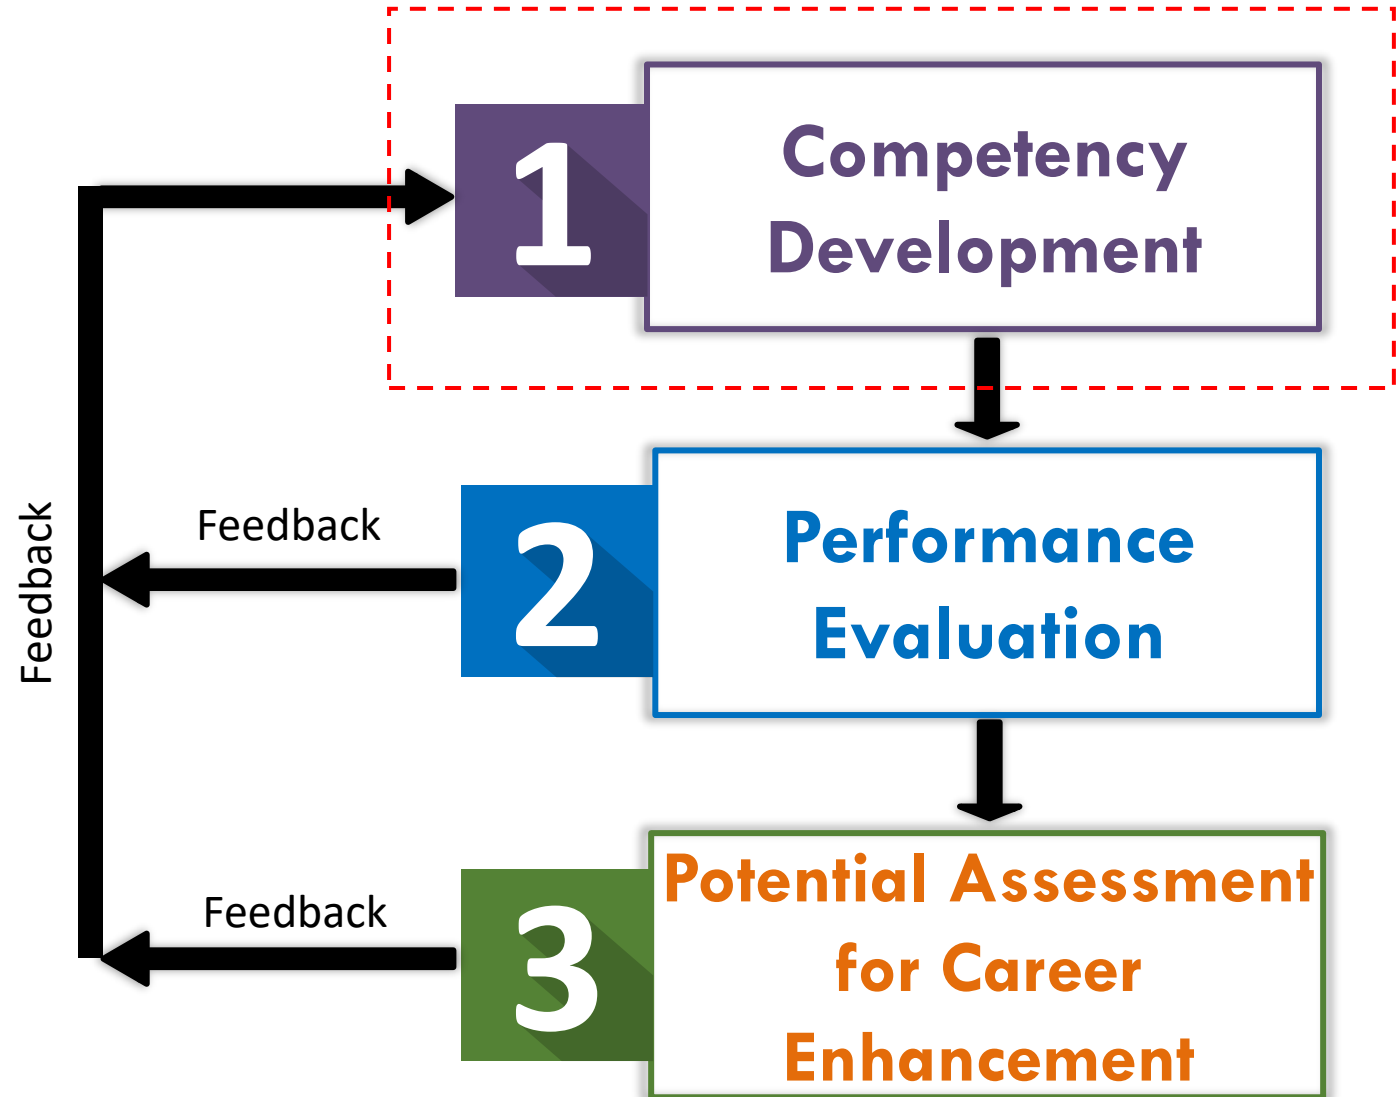 1
Competency
Development
Feedback
2
Feedback
Performance
Evaluation
3
Feedback
Potential Assessment
for Career
Enhancement